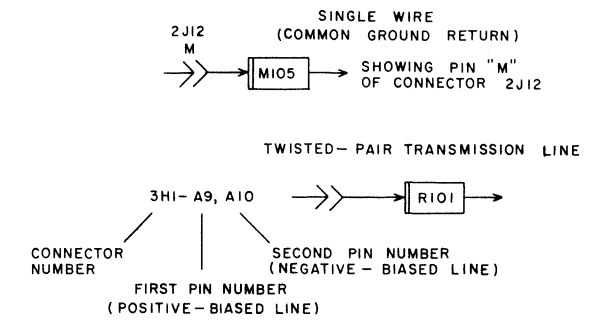 SINGLE WIRE
(COMMON GROUND RETURN)
2J12
M
M105
SHOWING PIN "M"
OF CONNECTOR 2J12
TWISTED-PAIR TRANSMISSION LINE
3H1-A9, A10
R101
CONNECTOR
NUMBER
SECOND PIN NUMBER
(NEGATIVE-BIASED LINE)
FIRST PIN NUMBER
(POSITIVE-BIASED LINE)